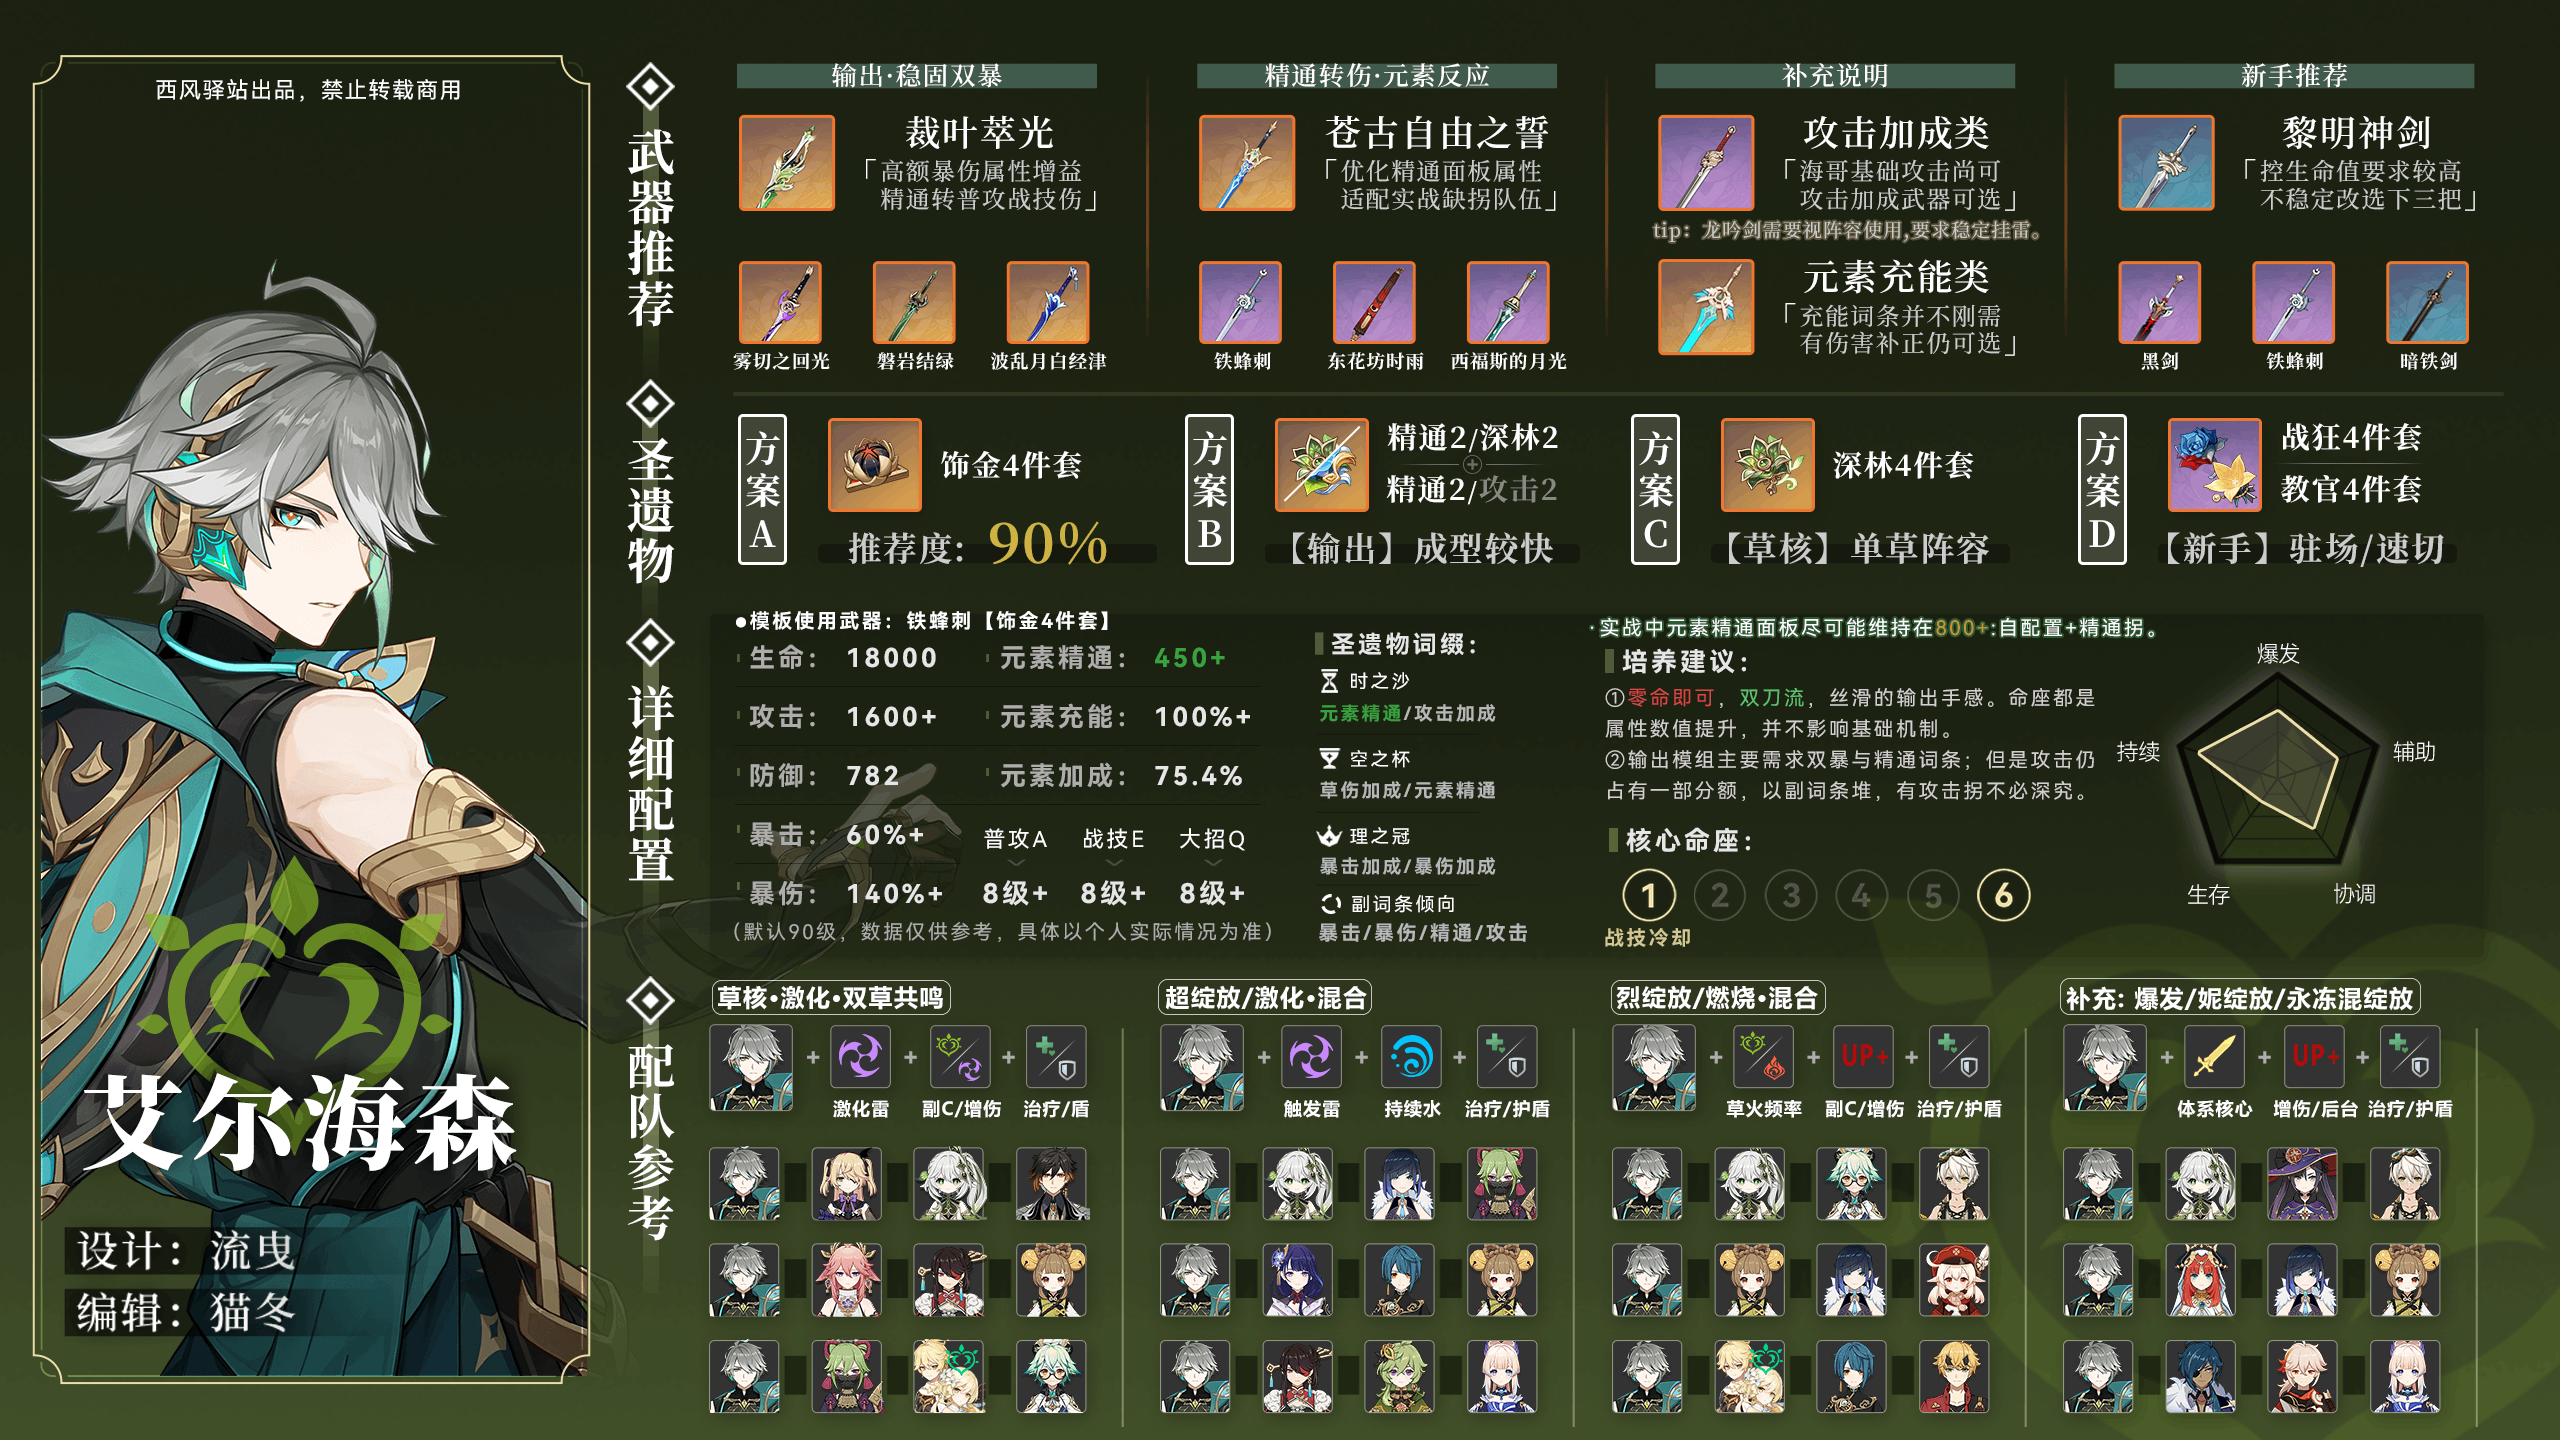 西风驿站出品，禁止转载商用
艾尔海森
设计：流曳
编辑：猫冬
武器推荐
输出·稳固双暴
裁叶萃光
「高额暴伤属性增益
精通转普攻战技伤」
雾切之回光
磐岩结绿
波乱月白经津
精通转伤·元素反应
苍古自由之誓
「优化精通面板属性
适配实战缺拐队伍」
铁蜂刺
东花坊时雨
西福斯的月光
补充说明
攻击加成类
「海哥基础攻击尚可
攻击加成武器可选」
tip：龙吟剑需要视阵容使用,要求稳定挂雷。
元素充能类
「充能词条并不刚需
有伤害补正仍可选」
新手推荐
黎明神剑
「控生命值要求较高
不稳定改选下三把」
黑剑
铁蜂刺
暗铁剑
圣遗物
方案A
饰金4件套
推荐度：90%
方案B
精通2/深林2
精通2/攻击2
【输出】成型较快
方案C
深林4件套
【草核】单草阵容
方案D
战狂4件套
教官4件套
【新手】驻场/速切
详细配置
●模板使用武器：铁蜂刺【饰金4件套】
生命：18000
元素精通：450+
攻击：1600+
元素充能：100%+
防御：782
元素加成：75.4%
暴击：60%+
普攻A 战技E 大招Q
暴伤：140%+
8级+ 8级+ 8级+
（默认90级，数据仅供参考，具体以个人实际情况为准）
圣遗物词缀：
时之沙
元素精通/攻击加成
空之杯
草伤加成/元素精通
理之冠
暴击加成/暴伤加成
副词条倾向
暴击/暴伤/精通/攻击
·实战中元素精通面板尽可能维持在800+:自配置+精通拐。
培养建议：
①零命即可，双刀流，丝滑的输出手感。命座都是
属性数值提升，并不影响基础机制。
②输出模组主要需求双暴与精通词条；但是攻击仍
占有一部分额，以副词条堆，有攻击拐不必深究。
核心命座：
1 2 3 4 5 6
战技冷却
爆发
辅助
协调
生存
持续
配队参考
草核·激化·双草共鸣
+ + +
激化雷 副C/增伤 治疗/盾
超绽放/激化·混合
+ + +
触发雷 持续水 治疗/护盾
烈绽放/燃烧·混合
+ + UP+ +
草火频率 副C/增伤 治疗/护盾
补充: 爆发/妮绽放/永冻混绽放
+ + UP+ +
体系核心 增伤/后台 治疗/护盾